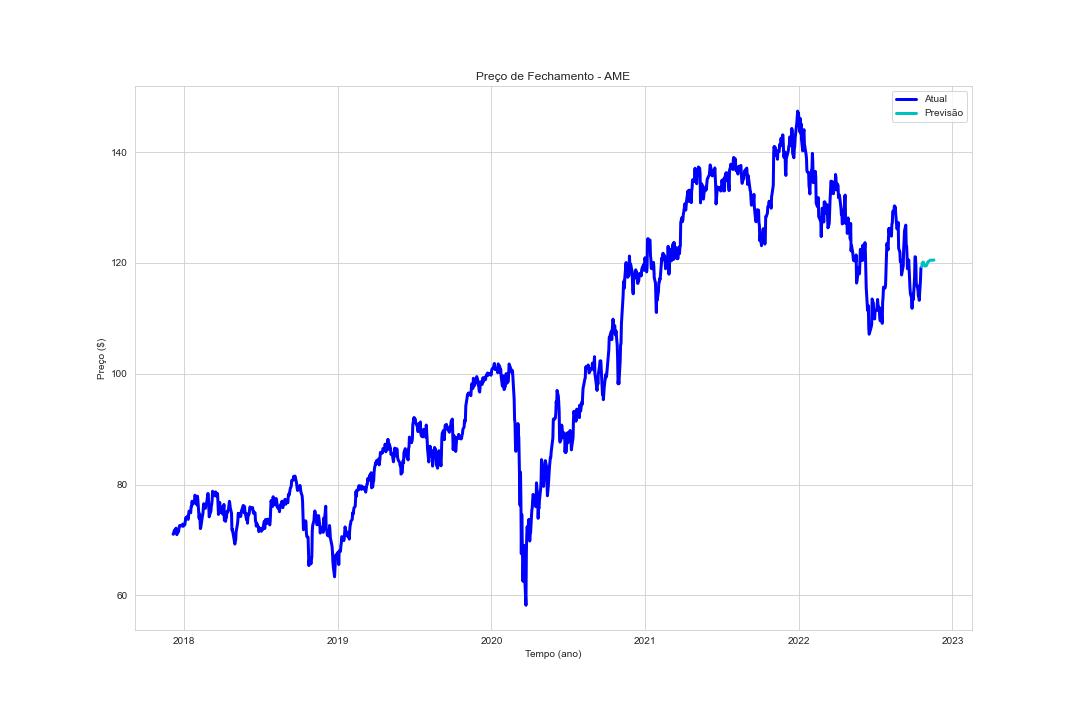 Preço de Fechamento - AME
Atual
Previsão
Preço ($)
140
120
100
80
60
2018
2019
2020
2021
2022
2023
Tempo (ano)